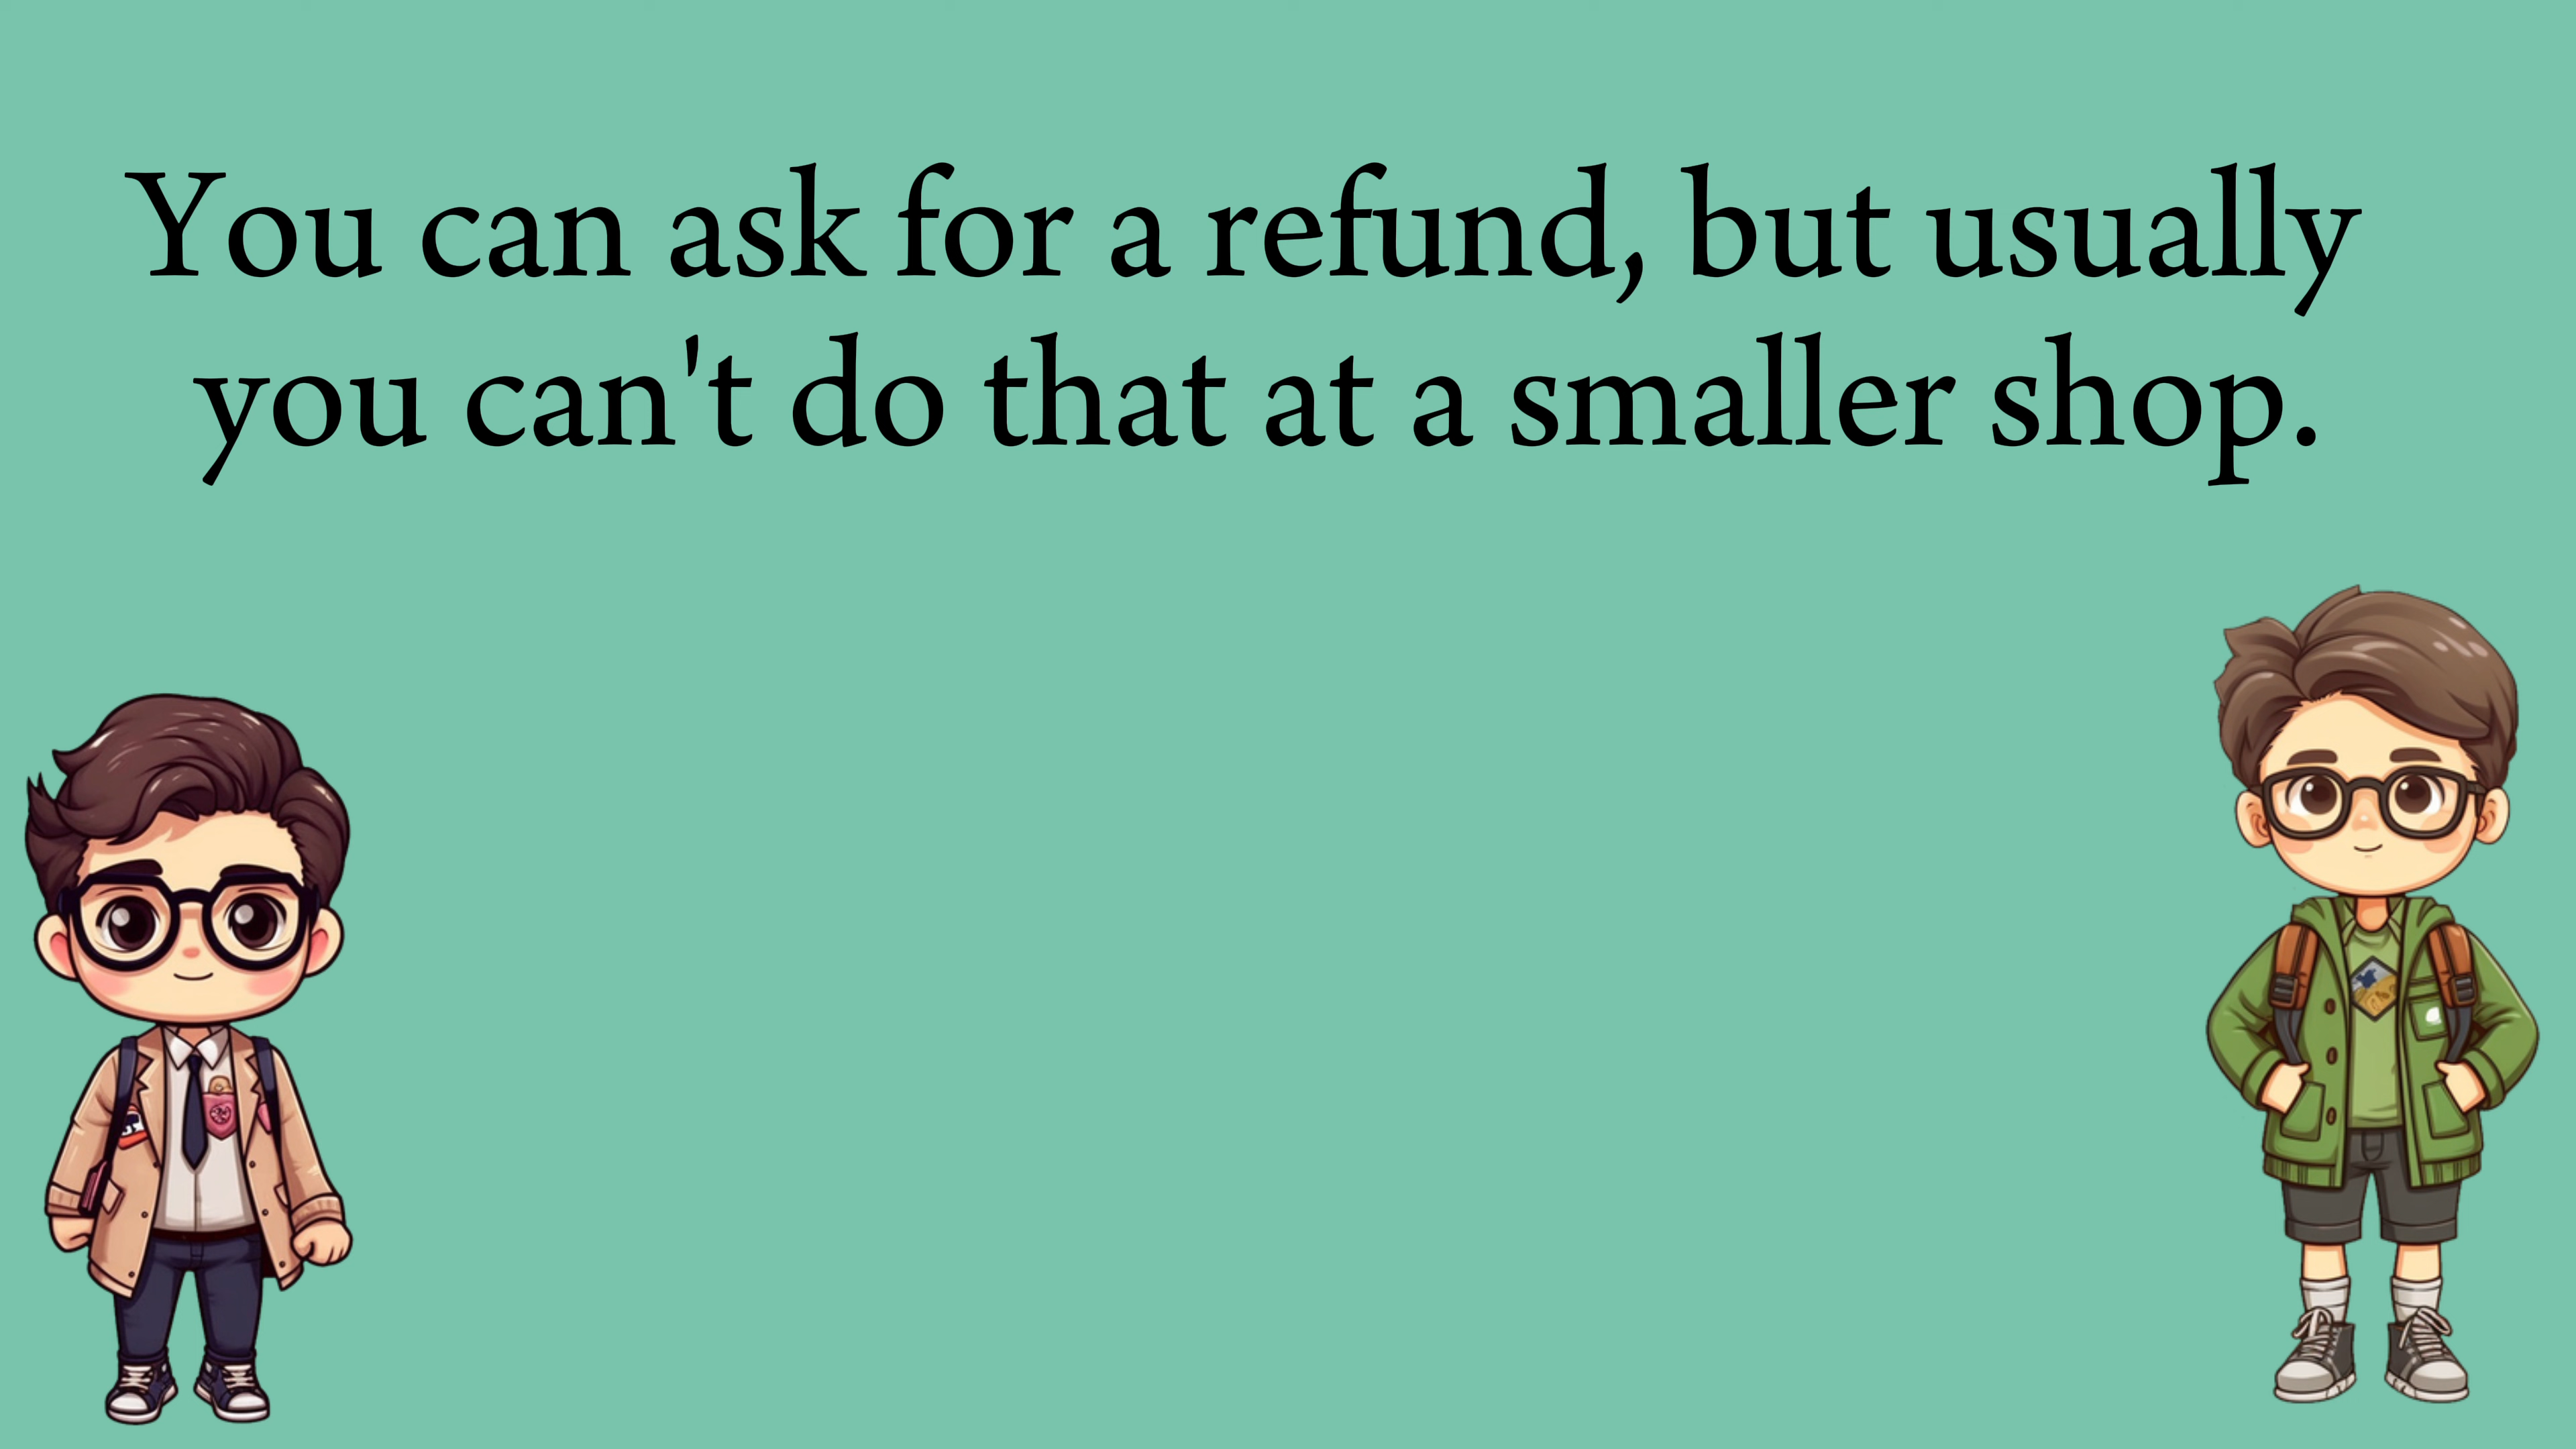 You can ask for a refund, but usually
you can't do that at a smaller shop.